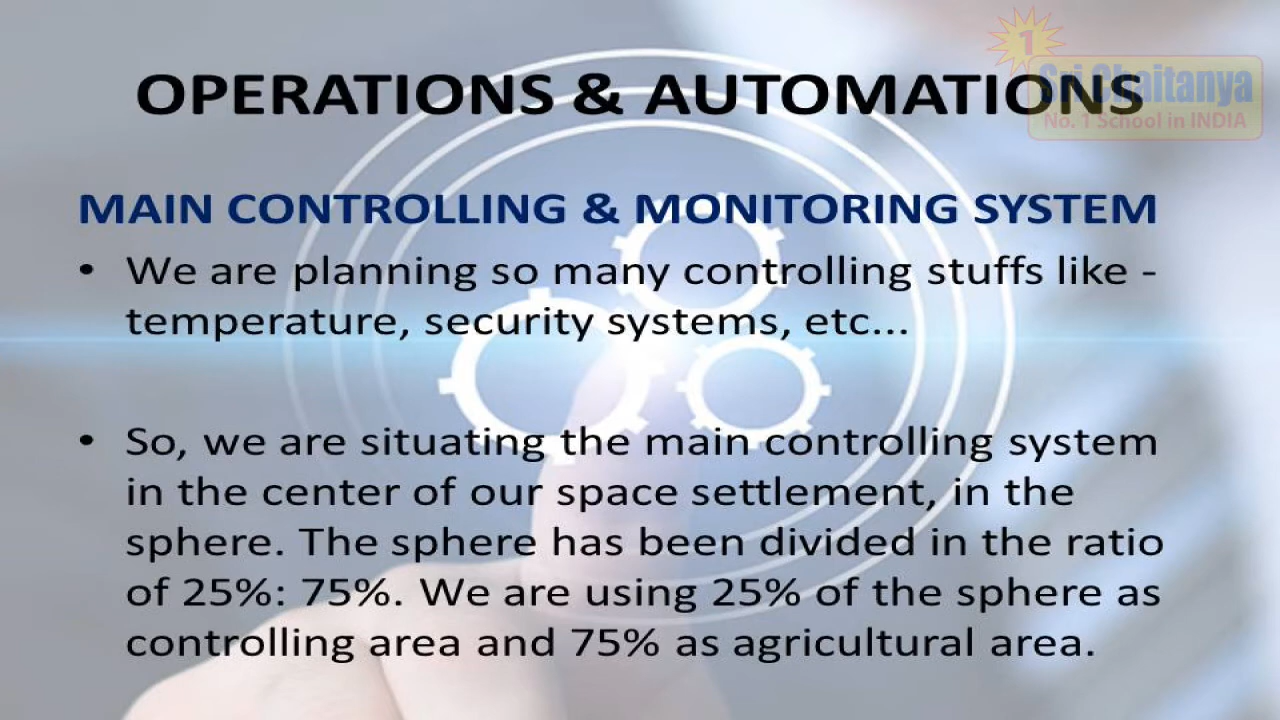 OPERATIONS & AUTOMATIONS
1
Sri Chaitanya
No. 1 School in INDIA
MAIN CONTROLLING & MONITORING SYSTEM
• We are planning so many controlling stuffs like -
temperature, security systems, etc...
• So, we are situating the main controlling system
in the center of our space settlement, in the
sphere. The sphere has been divided in the ratio
of 25%: 75%. We are using 25% of the sphere as
controlling area and 75% as agricultural area.